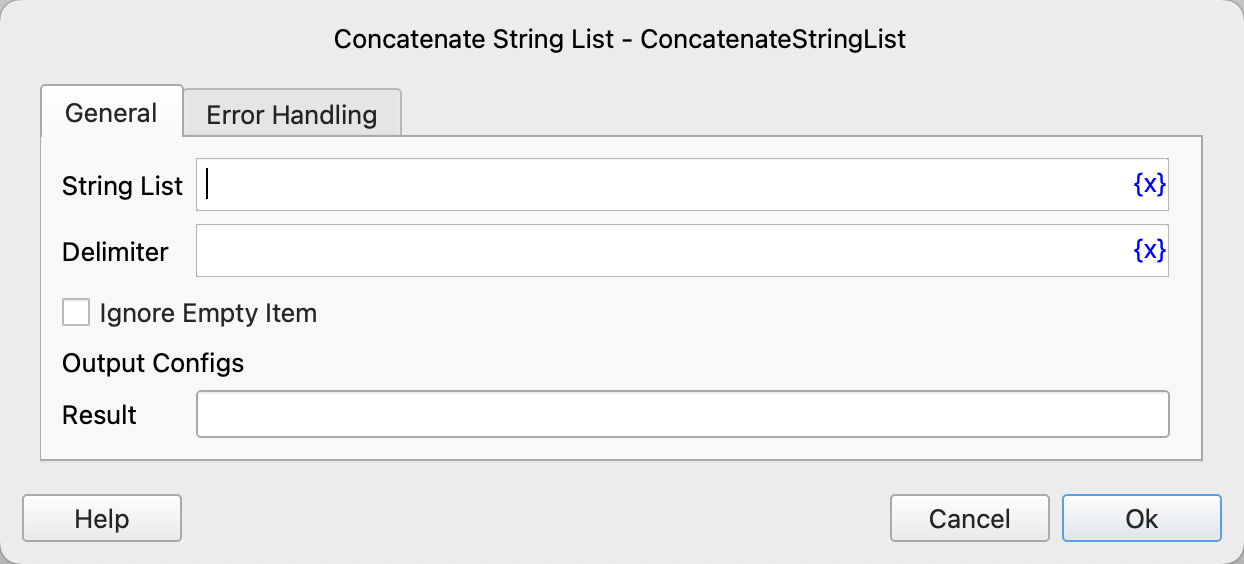 Concatenate String List - ConcatenateStringList
General
Error Handling
String List {x}
Delimiter {x}
Ignore Empty Item
Output Configs
Result
Help
Cancel
Ok